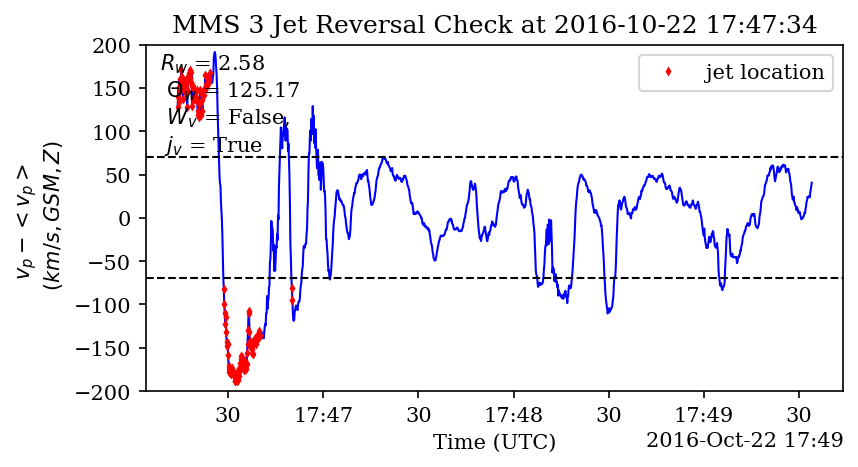 MMS 3 Jet Reversal Check at 2016-10-22 17:47:34
R_w = 2.58
Θ_w = 125.17
W_v = False,
j_v = True
jet location
v_p − <v_p>
(km/s, GSM, Z)
200
150
100
50
0
−50
−100
−150
−200
30
17:47
30
17:48
30
17:49
30
Time (UTC)
2016-Oct-22 17:49